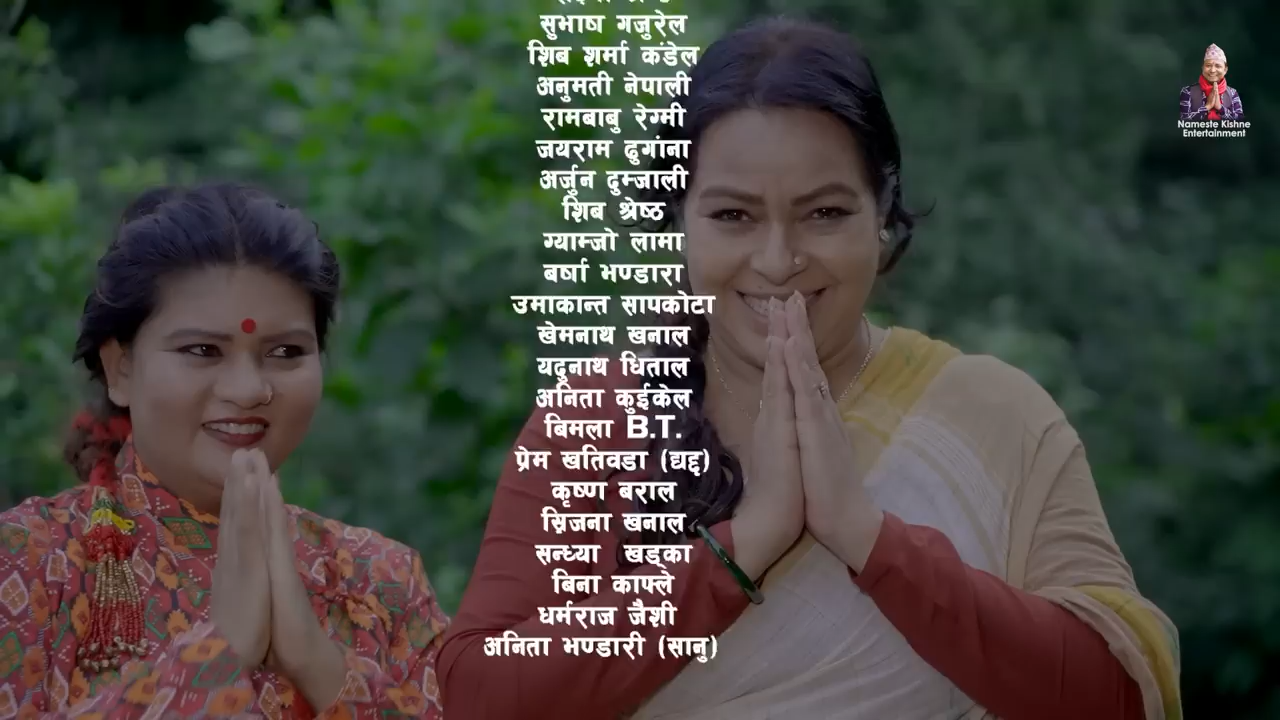 सुभाष गजुरेल
शिब शर्मा कंडेल
अनुमती नेपाली
रामबाबु रेग्मी
जयराम ढुगांना
अर्जुन दुम्जाली
शिब श्रेष्ठ
ग्याम्जो लामा
बर्षा भण्डारा
उमाकान्त सापकोटा
खेमनाथ खनाल
यदुनाथ धिताल
अनिता कुईकेल
बिमला B.T.
प्रेम खतिवडा (द्यद्द)
कृष्ण बराल
स्रिजना खनाल
सन्ध्या खड्का
बिना काफ्ले
धर्मराज जैशी
अनिता भण्डारी (सानु)
Nameste Kishne
Entertainment